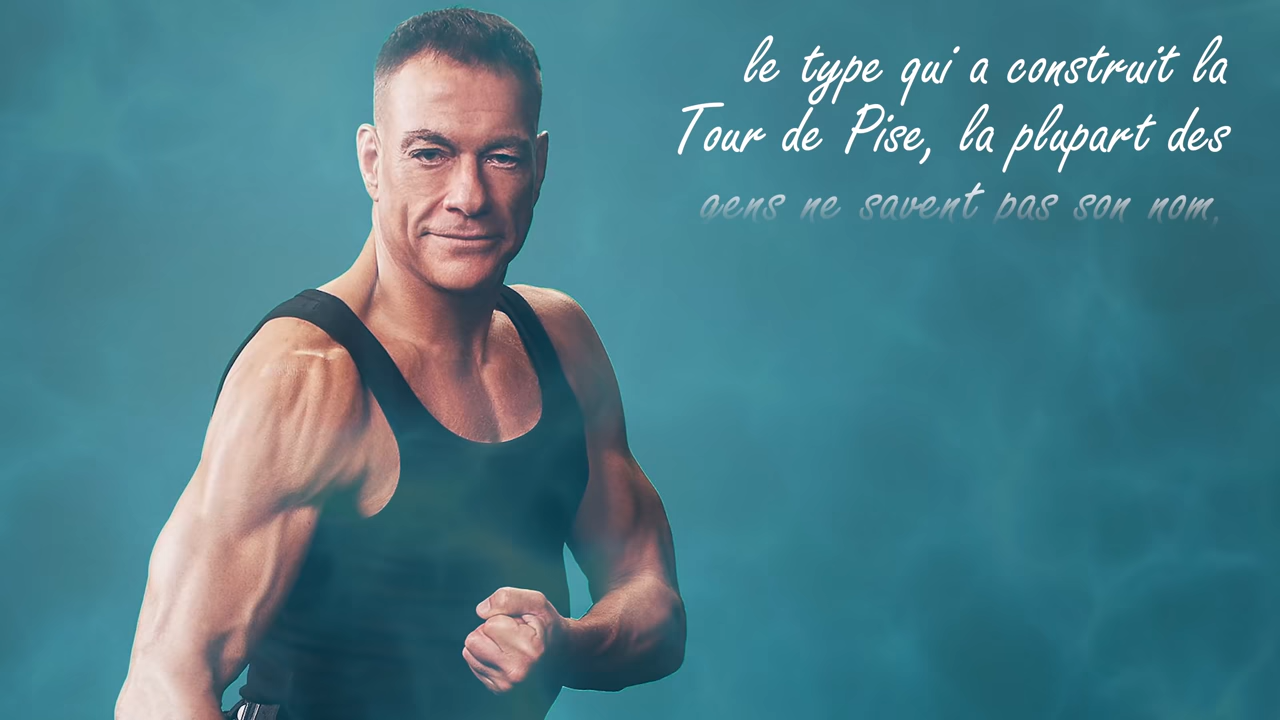 le type qui a construit la
Tour de Pise, la plupart des
gens ne savent pas son nom,